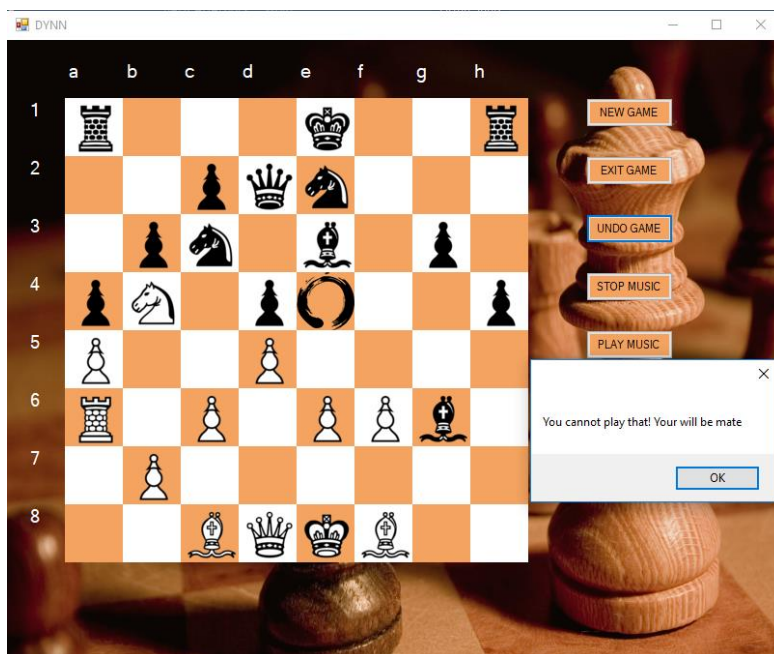 DYNN
a b c d e f g h
1
NEW GAME
2
EXIT GAME
3
UNDO GAME
4
STOP MUSIC
5
PLAY MUSIC
6
You cannot play that! Your will be mate
7
OK
8